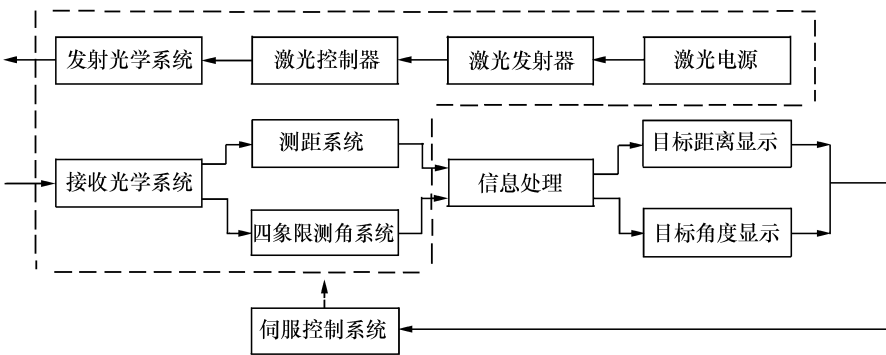 发射光学系统
激光控制器
激光发射器
激光电源
接收光学系统
测距系统
四象限测角系统
信息处理
目标距离显示
目标角度显示
伺服控制系统